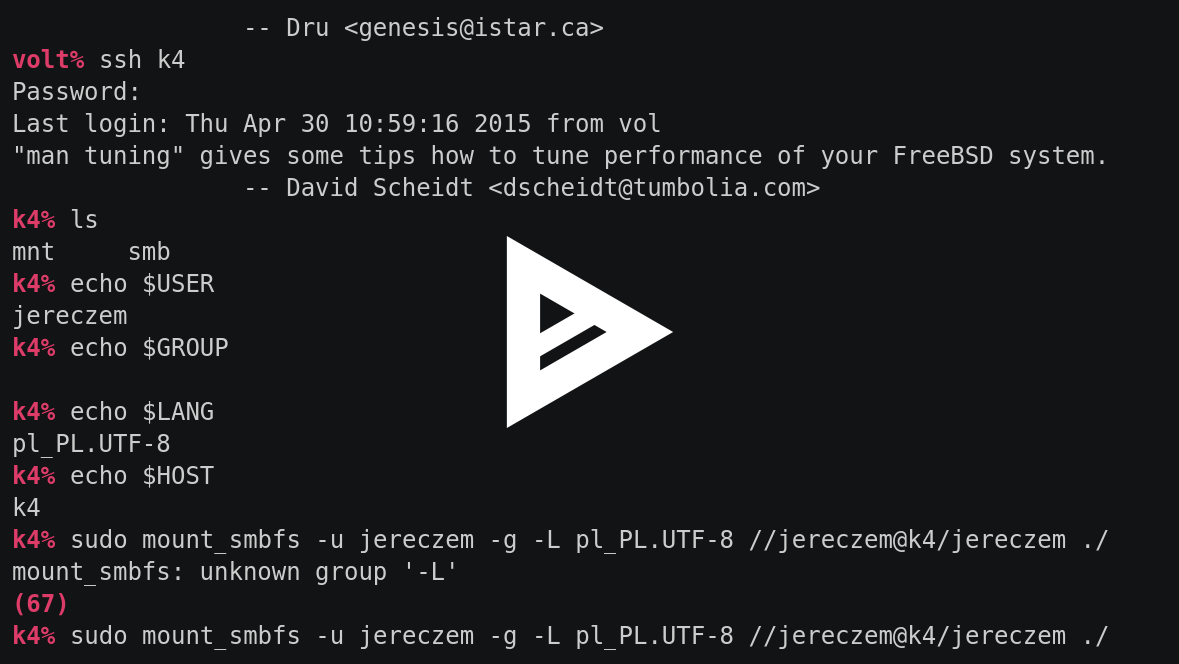 -- Dru <genesis@istar.ca>
volt% ssh k4
Password:
Last login: Thu Apr 30 10:59:16 2015 from vol
"man tuning" gives some tips how to tune performance of your FreeBSD system.
-- David Scheidt <dscheidt@tumbolia.com>
k4% ls
mnt     smb
k4% echo $USER
jereczem
k4% echo $GROUP
k4% echo $LANG
pl_PL.UTF-8
k4% echo $HOST
k4
k4% sudo mount_smbfs -u jereczem -g -L pl_PL.UTF-8 //jereczem@k4/jereczem ./
mount_smbfs: unknown group '-L'
(67)
k4% sudo mount_smbfs -u jereczem -g -L pl_PL.UTF-8 //jereczem@k4/jereczem ./